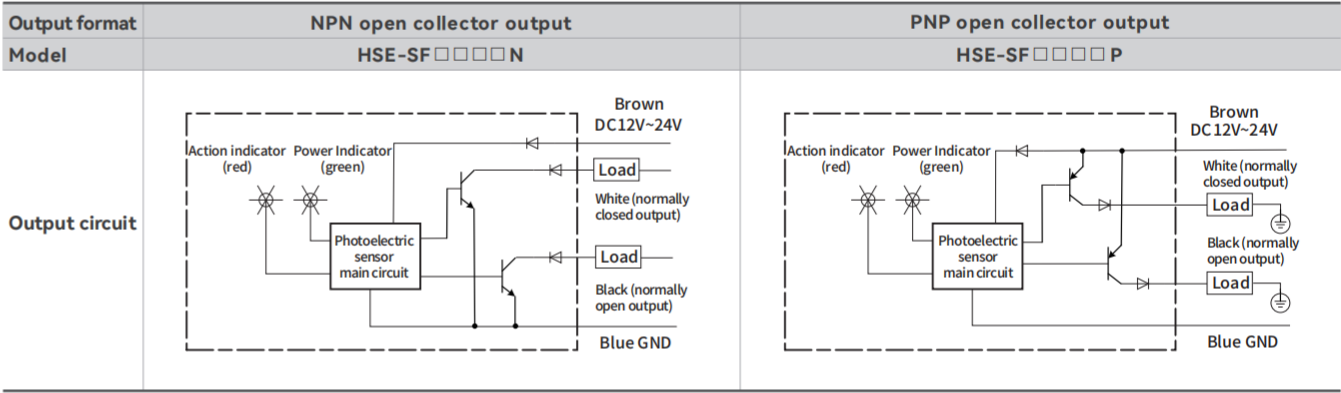 Output format
NPN open collector output
PNP open collector output
Model
HSE-SF□□□□N
HSE-SF□□□□P
Output circuit
Brown
DC12V~24V
Action indicator
(red)
Power Indicator
(green)
Load
White (normally
closed output)
Photoelectric
sensor
main circuit
Load
Black (normally
open output)
Blue GND
Brown
DC12V~24V
Action indicator
(red)
Power Indicator
(green)
White (normally
closed output)
Load
Photoelectric
sensor
main circuit
Black (normally
open output)
Load
Blue GND